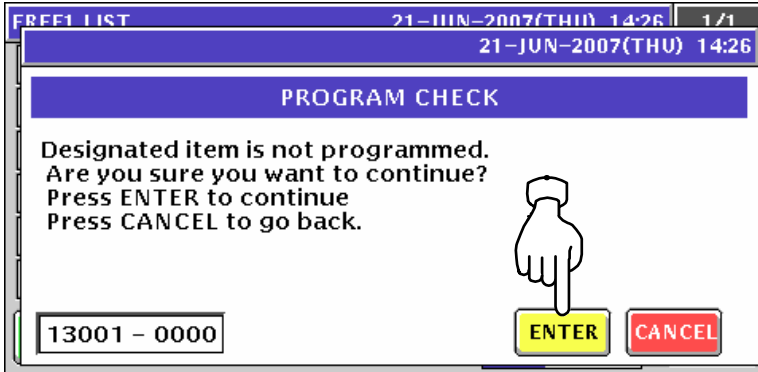 FREE1 LIST 21-JUN-2007(THU) 14:26 1/1
21-JUN-2007(THU) 14:26
PROGRAM CHECK
Designated item is not programmed.
Are you sure you want to continue?
Press ENTER to continue
Press CANCEL to go back.
13001 - 0000 ENTER CANCEL